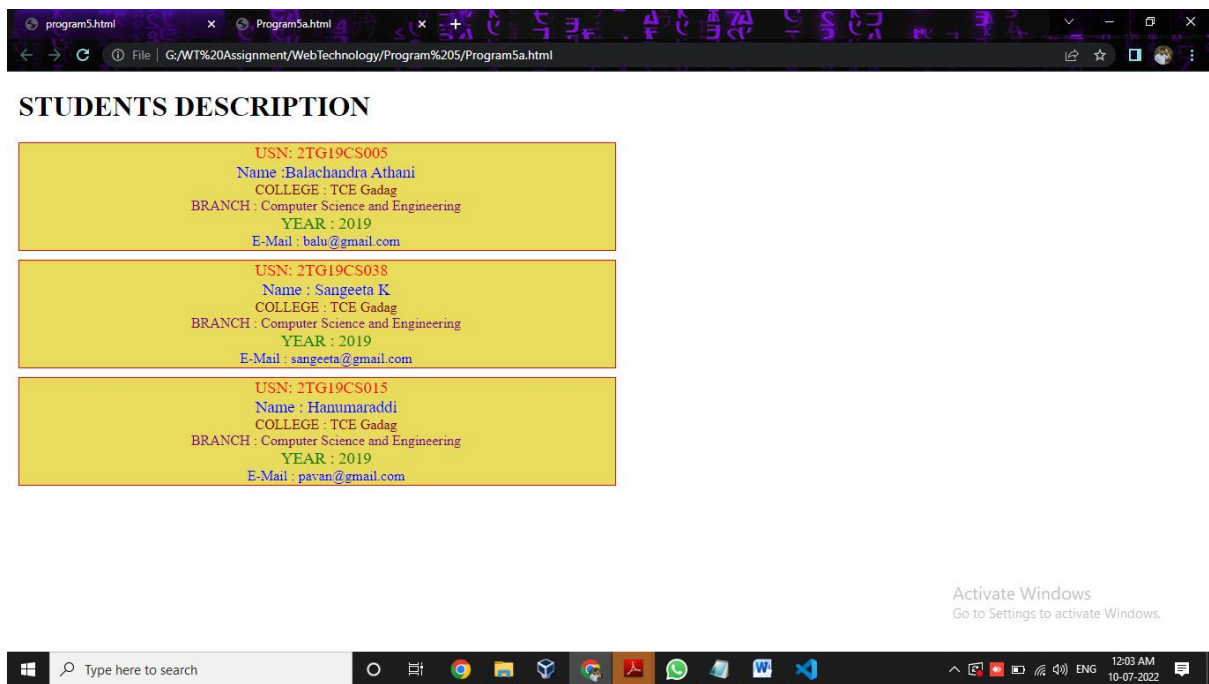 program5.html
Program5a.html
File | G:/WT%20Assignment/WebTechnology/Program%205/Program5a.html
STUDENTS DESCRIPTION
USN: 2TG19CS005
Name :Balachandra Athani
COLLEGE : TCE Gadag
BRANCH : Computer Science and Engineering
YEAR : 2019
E-Mail : balu@gmail.com
USN: 2TG19CS038
Name : Sangeeta K
COLLEGE : TCE Gadag
BRANCH : Computer Science and Engineering
YEAR : 2019
E-Mail : sangeeta@gmail.com
USN: 2TG19CS015
Name : Hanumaraddi
COLLEGE : TCE Gadag
BRANCH : Computer Science and Engineering
YEAR : 2019
E-Mail : pavan@gmail.com
Activate Windows
Go to Settings to activate Windows.
Type here to search
ENG
12:03 AM
10-07-2022